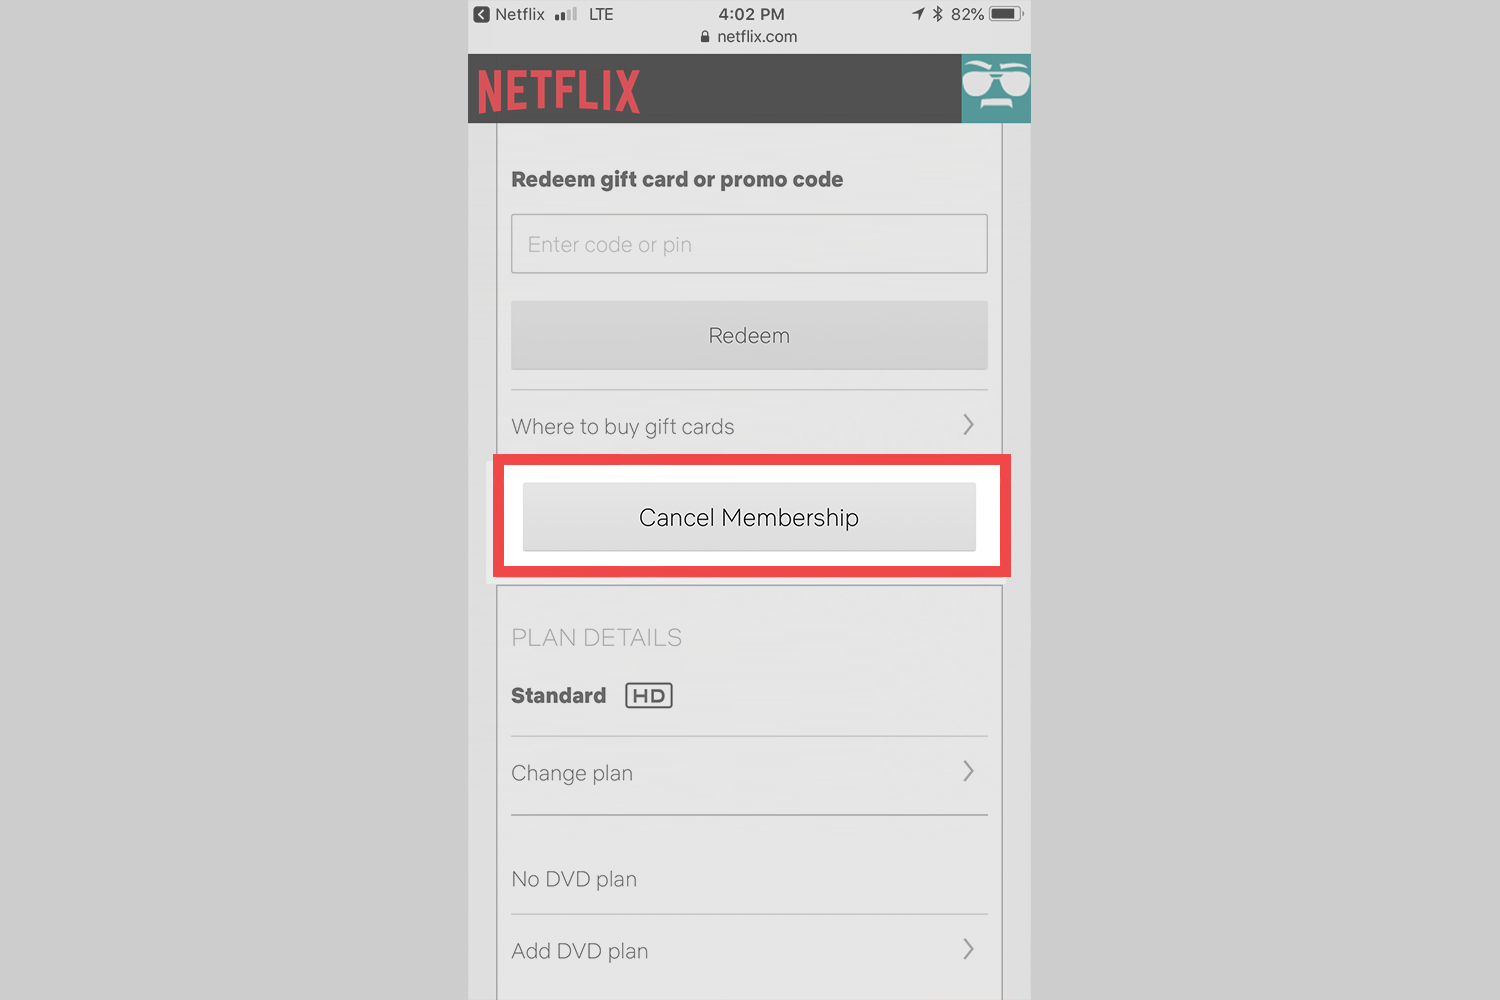 Netflix LTE 4:02 PM 82%
netflix.com
NETFLIX
Redeem gift card or promo code
Enter code or pin
Redeem
Where to buy gift cards
Cancel Membership
PLAN DETAILS
Standard HD
Change plan
No DVD plan
Add DVD plan